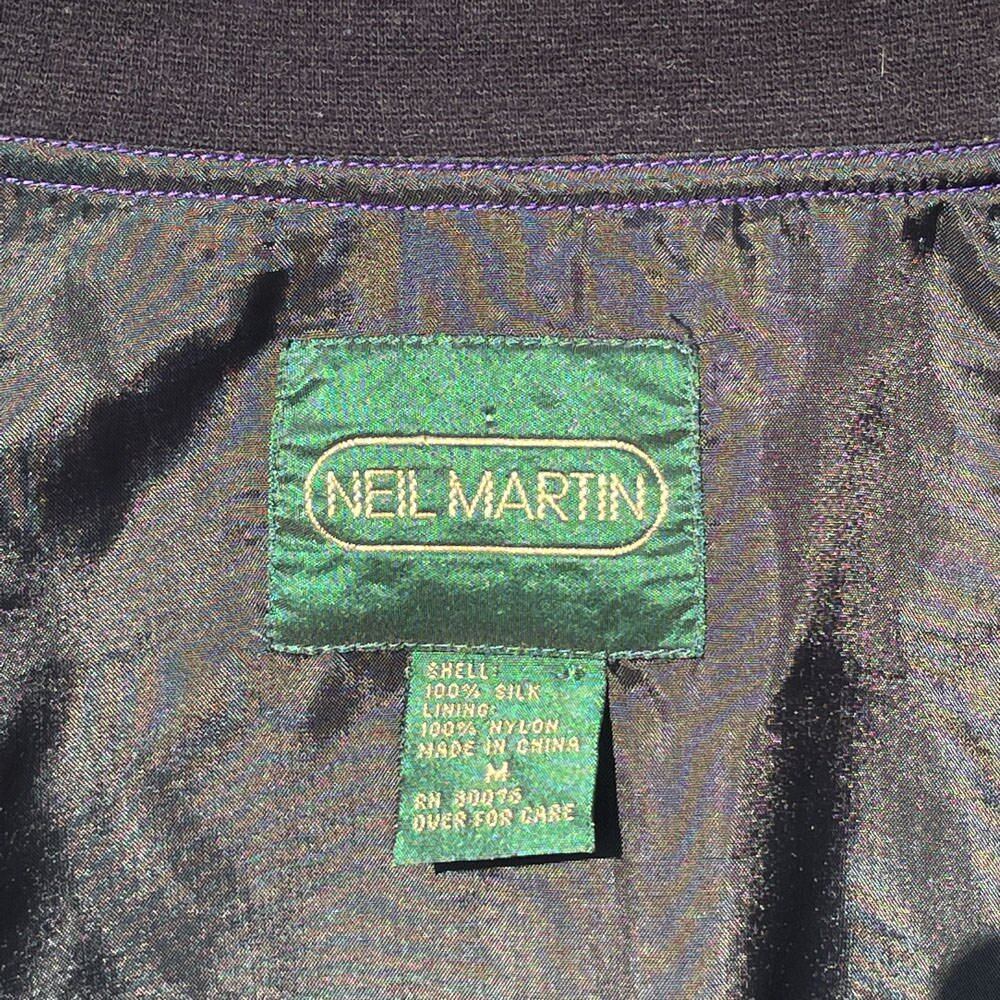 NEIL MARTIN
SHELL:
100% SILK
LINING:
100% NYLON
MADE IN CHINA
M
RN 80075
OVER FOR CARE